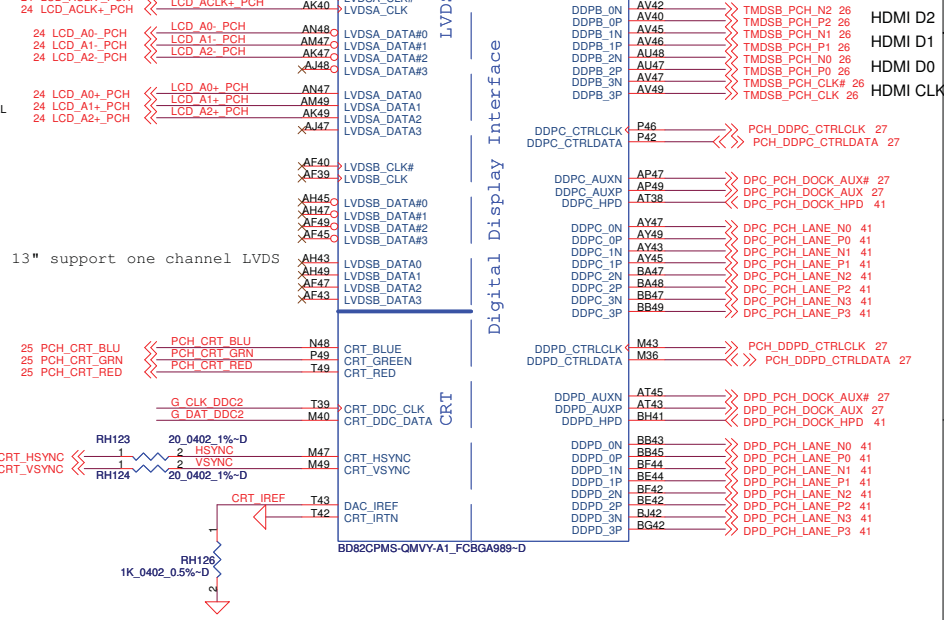 24 LCD_ACLK+_PCH LCD_ACLK+_PCH AK40 LVDSA_CLK
24 LCD_A0-_PCH LCD_A0-_PCH AN48 LVDSA_DATA#0
24 LCD_A1-_PCH LCD_A1-_PCH AM47 LVDSA_DATA#1
24 LCD_A2-_PCH LCD_A2-_PCH AK47 LVDSA_DATA#2
AJ48 LVDSA_DATA#3
24 LCD_A0+_PCH LCD_A0+_PCH AN47 LVDSA_DATA0
24 LCD_A1+_PCH LCD_A1+_PCH AM49 LVDSA_DATA1
24 LCD_A2+_PCH LCD_A2+_PCH AK49 LVDSA_DATA2
AJ47 LVDSA_DATA3
L
AF40 LVDSB_CLK#
AF39 LVDSB_CLK
AH45 LVDSB_DATA#0
AH47 LVDSB_DATA#1
AF49 LVDSB_DATA#2
AF45 LVDSB_DATA#3
13" support one channel LVDS
AH43 LVDSB_DATA0
AH49 LVDSB_DATA1
AF47 LVDSB_DATA2
AF43 LVDSB_DATA3
25 PCH_CRT_BLU PCH_CRT_BLU N48 CRT_BLUE
25 PCH_CRT_GRN PCH_CRT_GRN P49 CRT_GREEN
25 PCH_CRT_RED PCH_CRT_RED T49 CRT_RED
G_CLK_DDC2 T39 CRT_DDC_CLK
G_DAT_DDC2 M40 CRT_DDC_DATA
RH123 20_0402_1%~D
CRT_HSYNC 1 2 HSYNC M47 CRT_HSYNC
CRT_VSYNC 1 2 VSYNC M49 CRT_VSYNC
RH124 20_0402_1%~D
CRT_IREF T43 DAC_IREF
T42 CRT_IRTN
1
RH126
1K_0402_0.5%~D
2
LVDS
CRT
Digital Display Interface
DDPB_0N AV42 TMDSB_PCH_N2 26
DDPB_0P AV40 TMDSB_PCH_P2 26 HDMI D2
DDPB_1N AV45 TMDSB_PCH_N1 26
DDPB_1P AV46 TMDSB_PCH_P1 26 HDMI D1
DDPB_2N AU48 TMDSB_PCH_N0 26
DDPB_2P AU47 TMDSB_PCH_P0 26 HDMI D0
DDPB_3N AV47 TMDSB_PCH_CLK# 26
DDPB_3P AV49 TMDSB_PCH_CLK 26 HDMI CLK
DDPC_CTRLCLK P46 PCH_DDPC_CTRLCLK 27
DDPC_CTRLDATA P42 PCH_DDPC_CTRLDATA 27
DDPC_AUXN AP47 DPC_PCH_DOCK_AUX# 27
DDPC_AUXP AP49 DPC_PCH_DOCK_AUX 27
DDPC_HPD AT38 DPC_PCH_DOCK_HPD 41
DDPC_0N AY47 DPC_PCH_LANE_N0 41
DDPC_0P AY49 DPC_PCH_LANE_P0 41
DDPC_1N AY43 DPC_PCH_LANE_N1 41
DDPC_1P AY45 DPC_PCH_LANE_P1 41
DDPC_2N BA47 DPC_PCH_LANE_N2 41
DDPC_2P BA48 DPC_PCH_LANE_P2 41
DDPC_3N BB47 DPC_PCH_LANE_N3 41
DDPC_3P BB49 DPC_PCH_LANE_P3 41
DDPD_CTRLCLK M43 PCH_DDPD_CTRLCLK 27
DDPD_CTRLDATA M36 PCH_DDPD_CTRLDATA 27
DDPD_AUXN AT45 DPD_PCH_DOCK_AUX# 27
DDPD_AUXP AT43 DPD_PCH_DOCK_AUX 27
DDPD_HPD BH41 DPD_PCH_DOCK_HPD 41
DDPD_0N BB43 DPD_PCH_LANE_N0 41
DDPD_0P BB45 DPD_PCH_LANE_P0 41
DDPD_1N BF44 DPD_PCH_LANE_N1 41
DDPD_1P BE44 DPD_PCH_LANE_P1 41
DDPD_2N BF42 DPD_PCH_LANE_N2 41
DDPD_2P BE42 DPD_PCH_LANE_P2 41
DDPD_3N BJ42 DPD_PCH_LANE_N3 41
DDPD_3P BG42 DPD_PCH_LANE_P3 41
BD82CPMS-QMVY-A1_FCBGA989~D